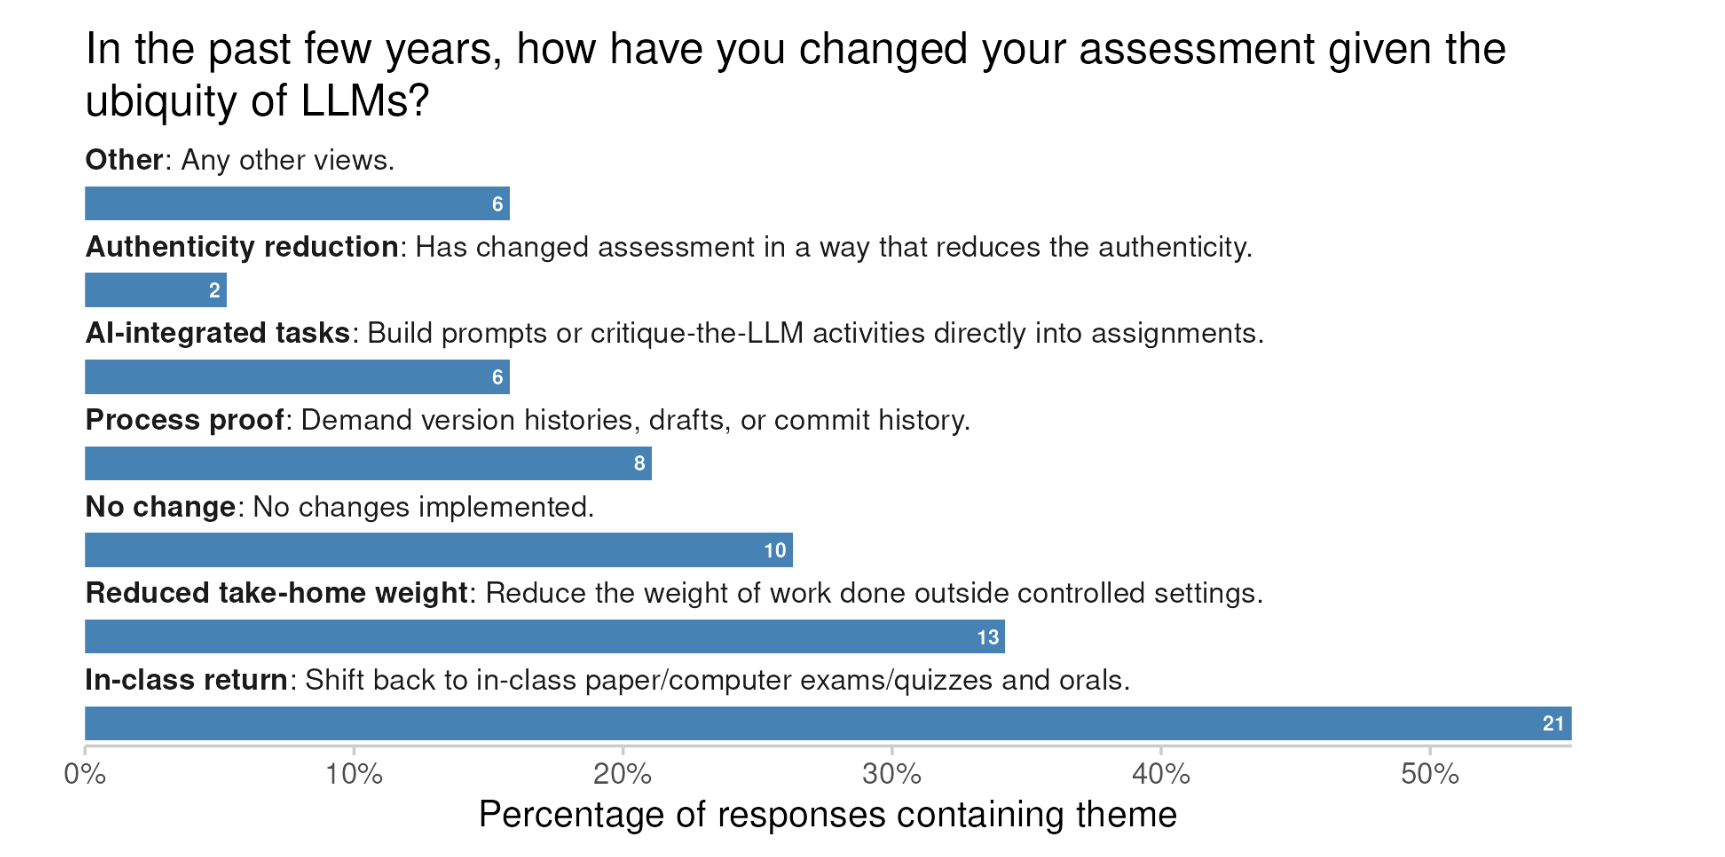 In the past few years, how have you changed your assessment given the
ubiquity of LLMs?
Other: Any other views.
6
Authenticity reduction: Has changed assessment in a way that reduces the authenticity.
2
AI-integrated tasks: Build prompts or critique-the-LLM activities directly into assignments.
6
Process proof: Demand version histories, drafts, or commit history.
8
No change: No changes implemented.
10
Reduced take-home weight: Reduce the weight of work done outside controlled settings.
13
In-class return: Shift back to in-class paper/computer exams/quizzes and orals.
21
0% 10% 20% 30% 40% 50%
Percentage of responses containing theme